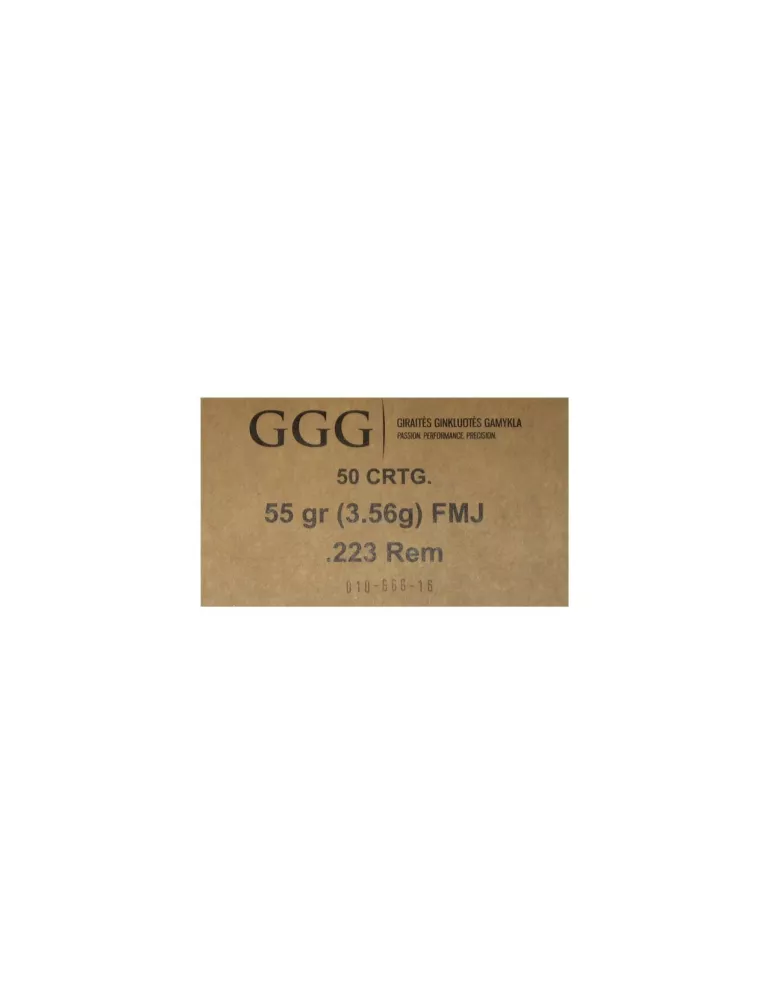 GGG
GIRAITĖS GINKLUOTĖS GAMYKLA
PASSION. PERFORMANCE. PRECISION.
50 CRTG.
55 gr (3.56g) FMJ
.223 Rem